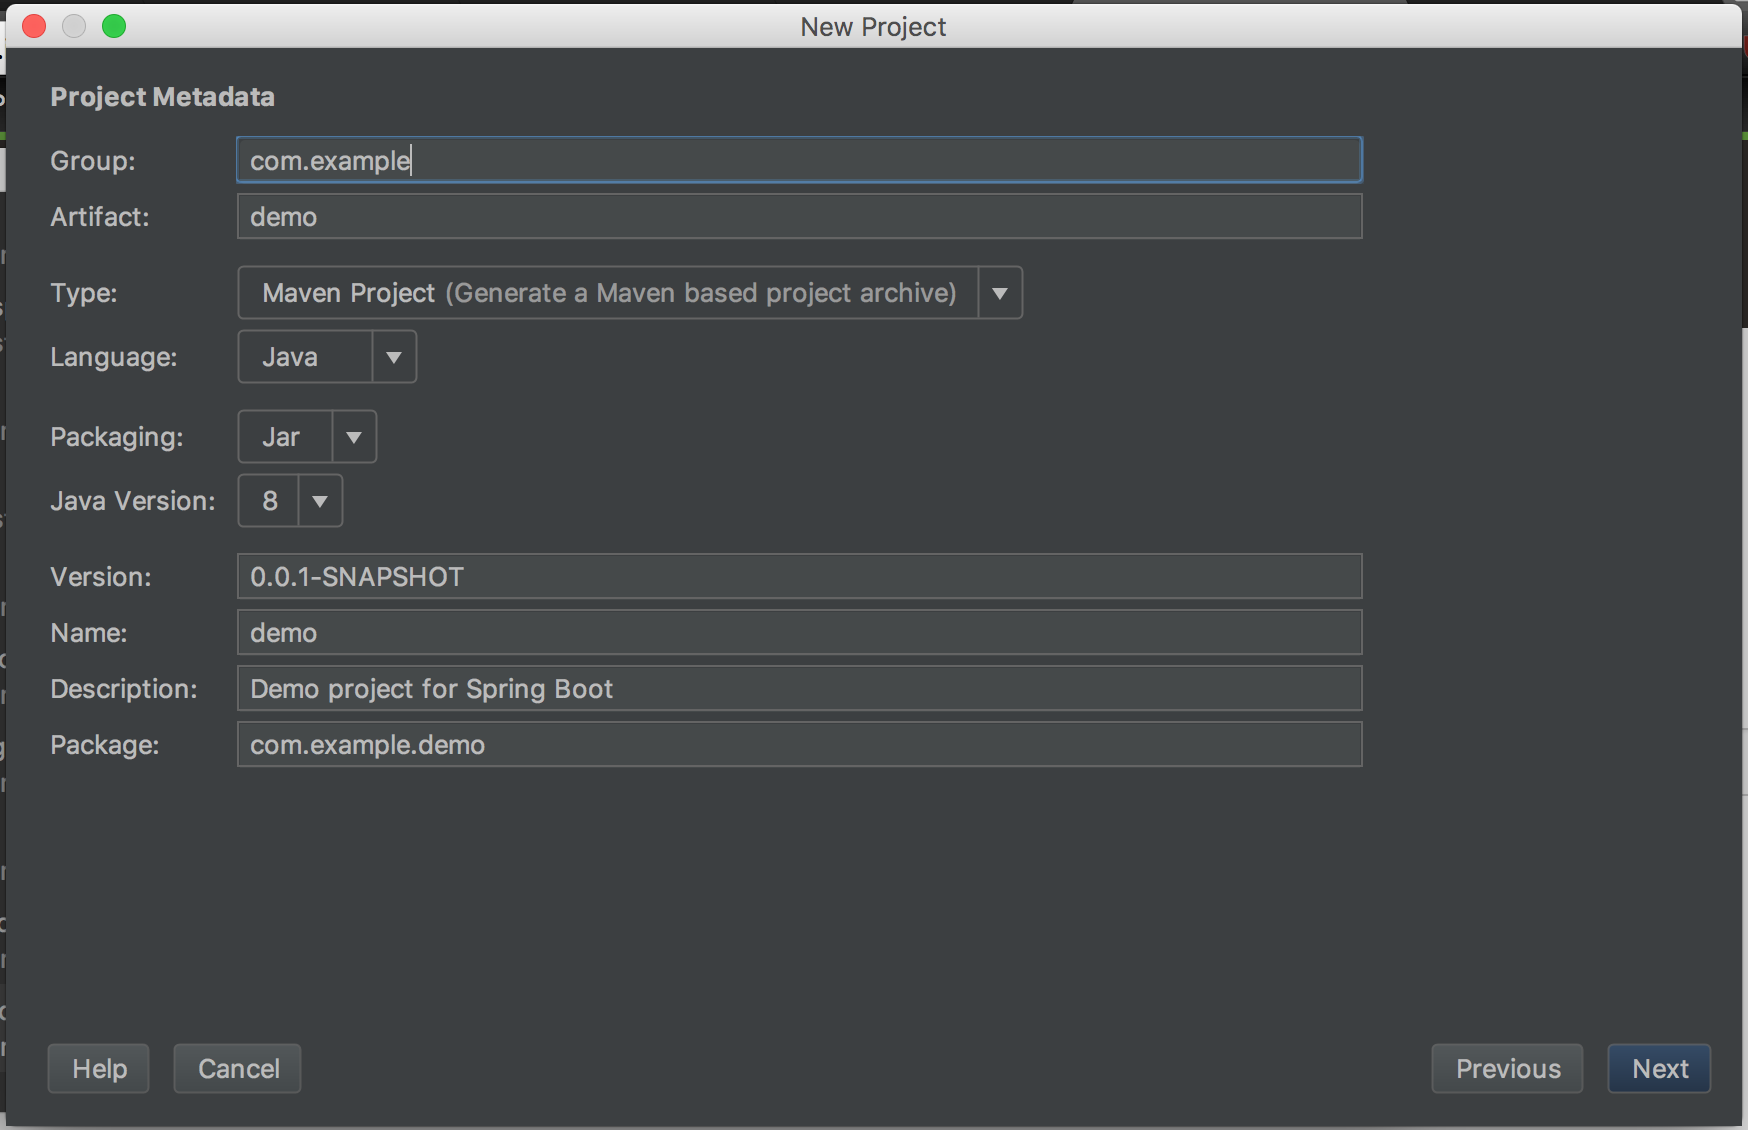 New Project
Project Metadata
Group: com.example
Artifact: demo
Type: Maven Project (Generate a Maven based project archive)
Language: Java
Packaging: Jar
Java Version: 8
Version: 0.0.1-SNAPSHOT
Name: demo
Description: Demo project for Spring Boot
Package: com.example.demo
Help Cancel Previous Next